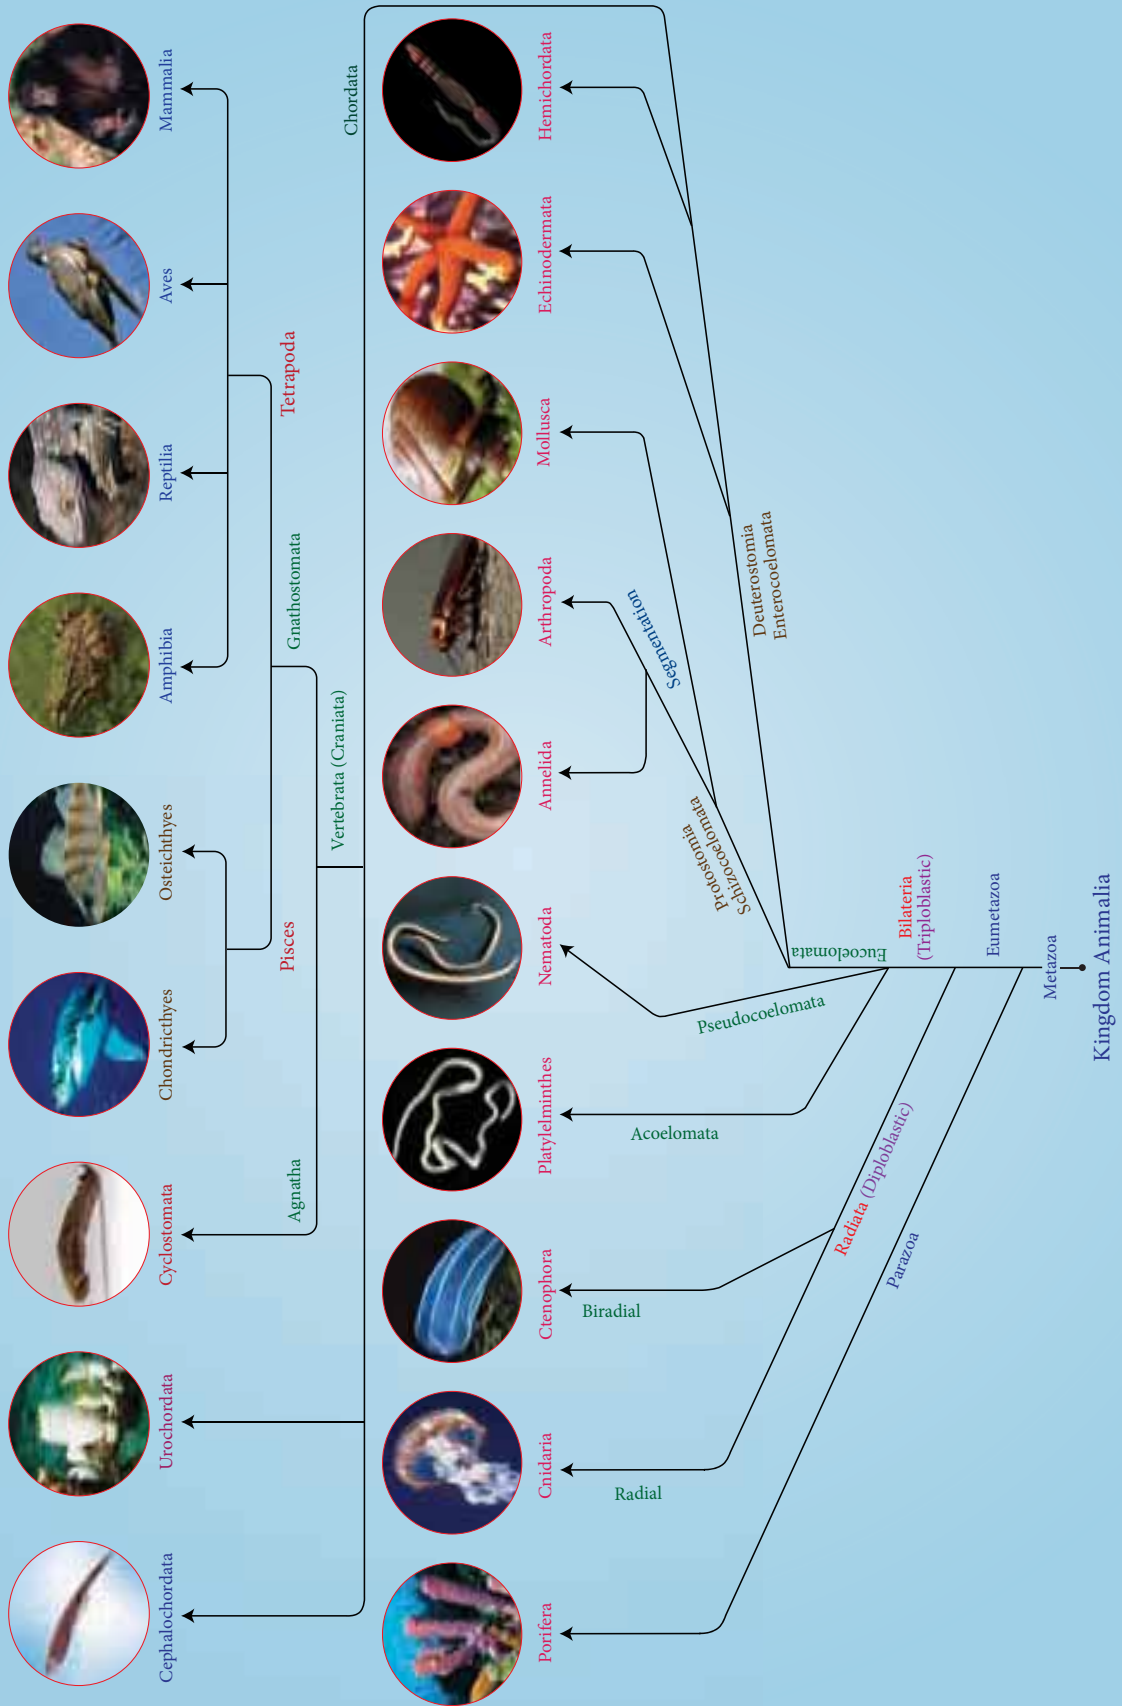 Kingdom Animalia
Metazoa
Eumetazoa
Parazoa
Bilateria
(Triploblastic)
Radiata (Diploblastic)
Eucoelomata
Pseudocoelomata
Acoelomata
Biradial
Radial
Protostomia
Schizocoelomata
Segmentation
Deuterostomia
Enterocoelomata
Porifera
Cnidaria
Ctenophora
Platylelminthes
Nematoda
Annelida
Arthropoda
Mollusca
Echinodermata
Hemichordata
Chordata
Vertebrata (Craniata)
Agnatha
Gnathostomata
Pisces
Tetrapoda
Cephalochordata
Urochordata
Cyclostomata
Chondricthyes
Osteichthyes
Amphibia
Reptilia
Aves
Mammalia